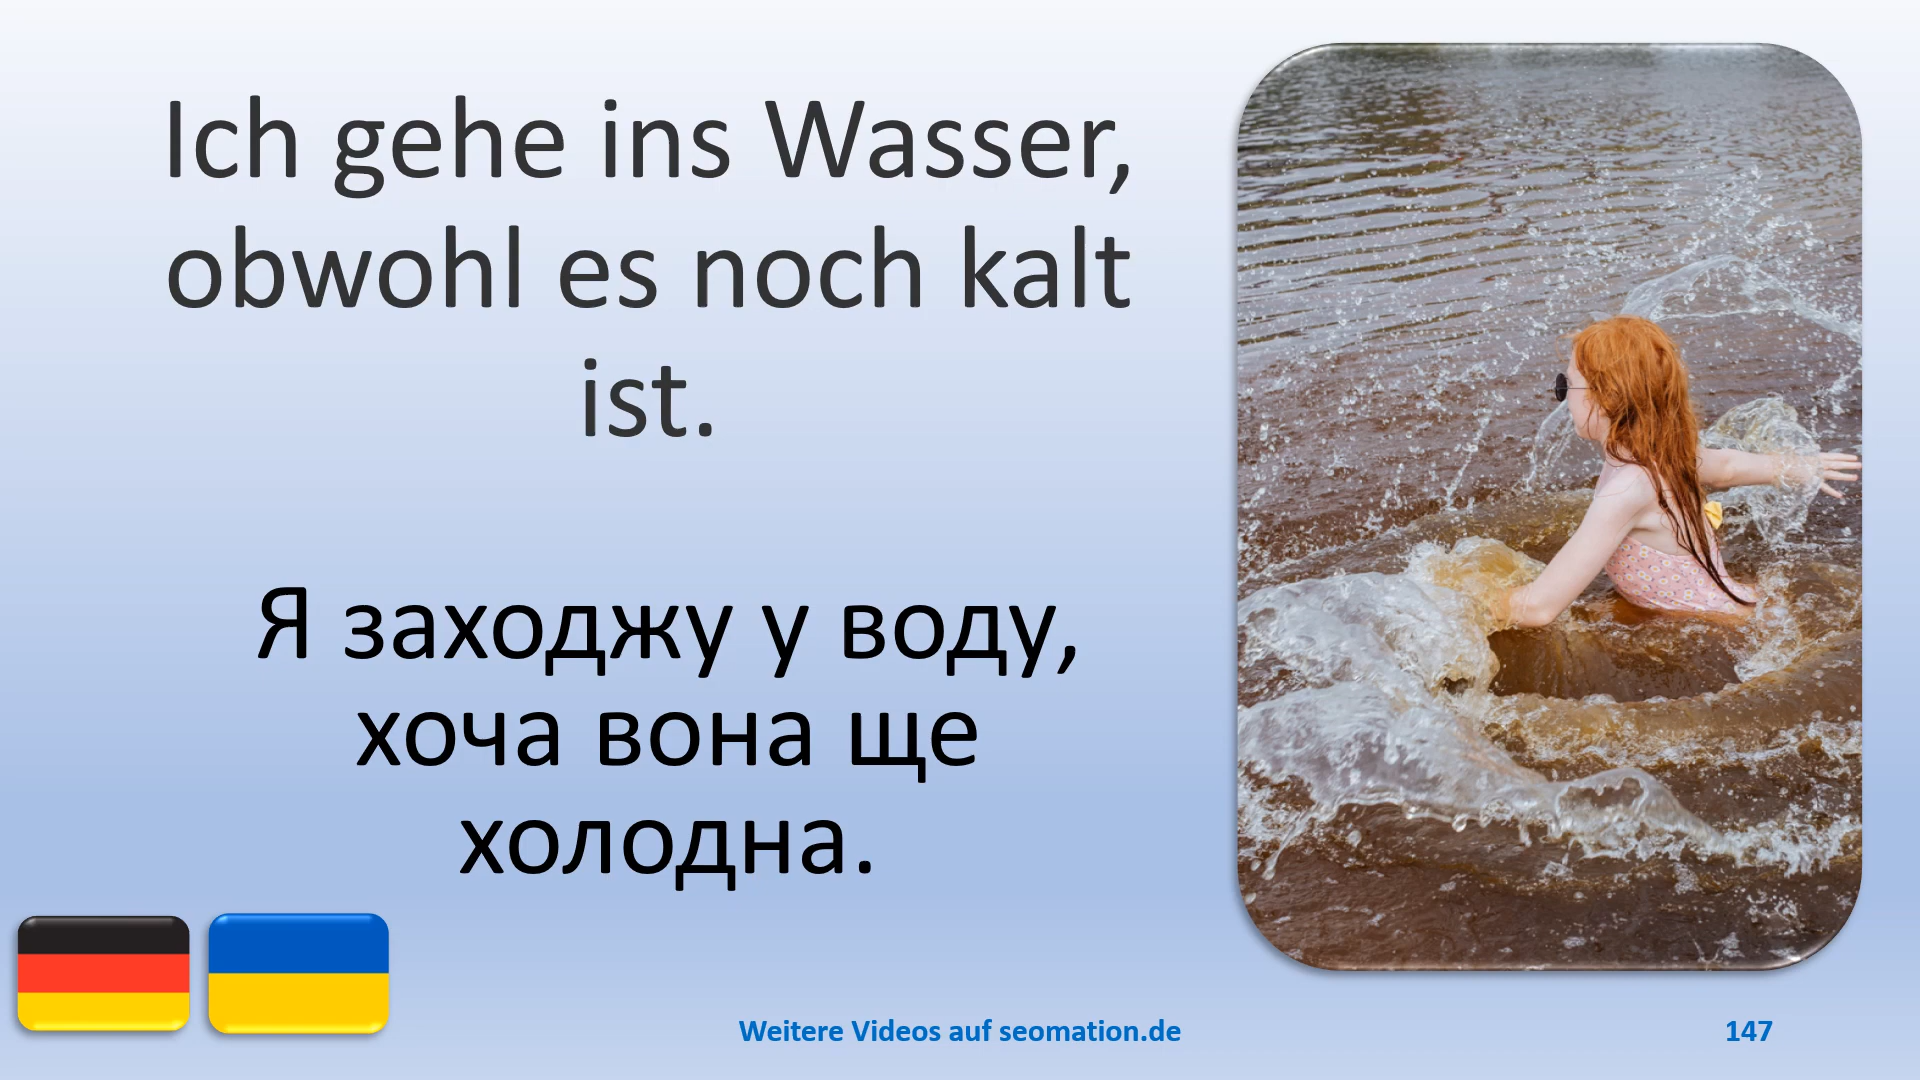 Ich gehe ins Wasser,
obwohl es noch kalt
ist.
Я заходжу у воду,
хоча вона ще
холодна.
Weitere Videos auf seomation.de
147